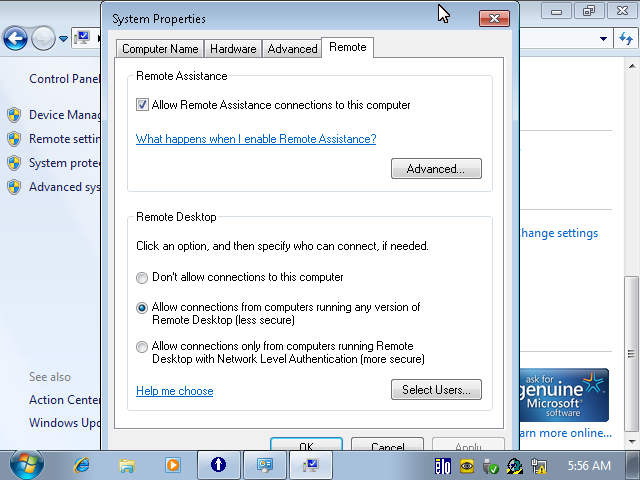 System Properties
Computer Name
Hardware
Advanced
Remote
Control Panel
Remote Assistance
Allow Remote Assistance connections to this computer
Device Manag
Remote settin
What happens when I enable Remote Assistance?
System prote
Advanced...
Advanced sys
Remote Desktop
hange settings
Click an option, and then specify who can connect, if needed.
Don't allow connections to this computer
Allow connections from computers running any version of
Remote Desktop (less secure)
Allow connections only from computers running Remote
Desktop with Network Level Authentication (more secure)
See also
Help me choose
Select Users...
ask for
genuine
Microsoft
software
Action Center
Windows Upd
arn more online...
OK
Cancel
Apply
5:56 AM